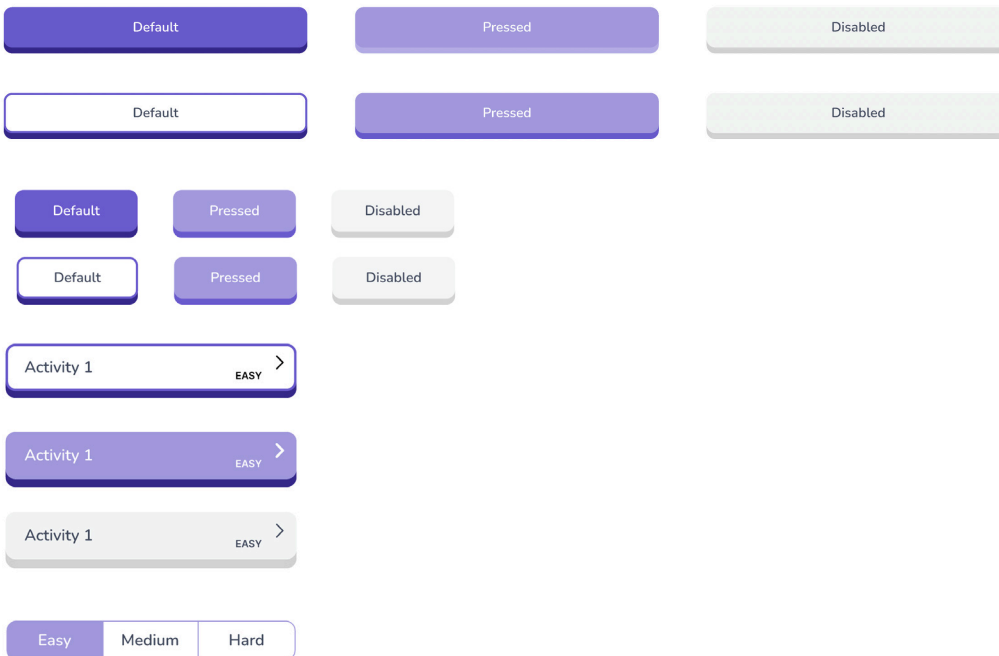 Default Pressed Disabled
Default Pressed Disabled
Default Pressed Disabled
Default Pressed Disabled
Activity 1 EASY
Activity 1 EASY
Activity 1 EASY
Easy Medium Hard